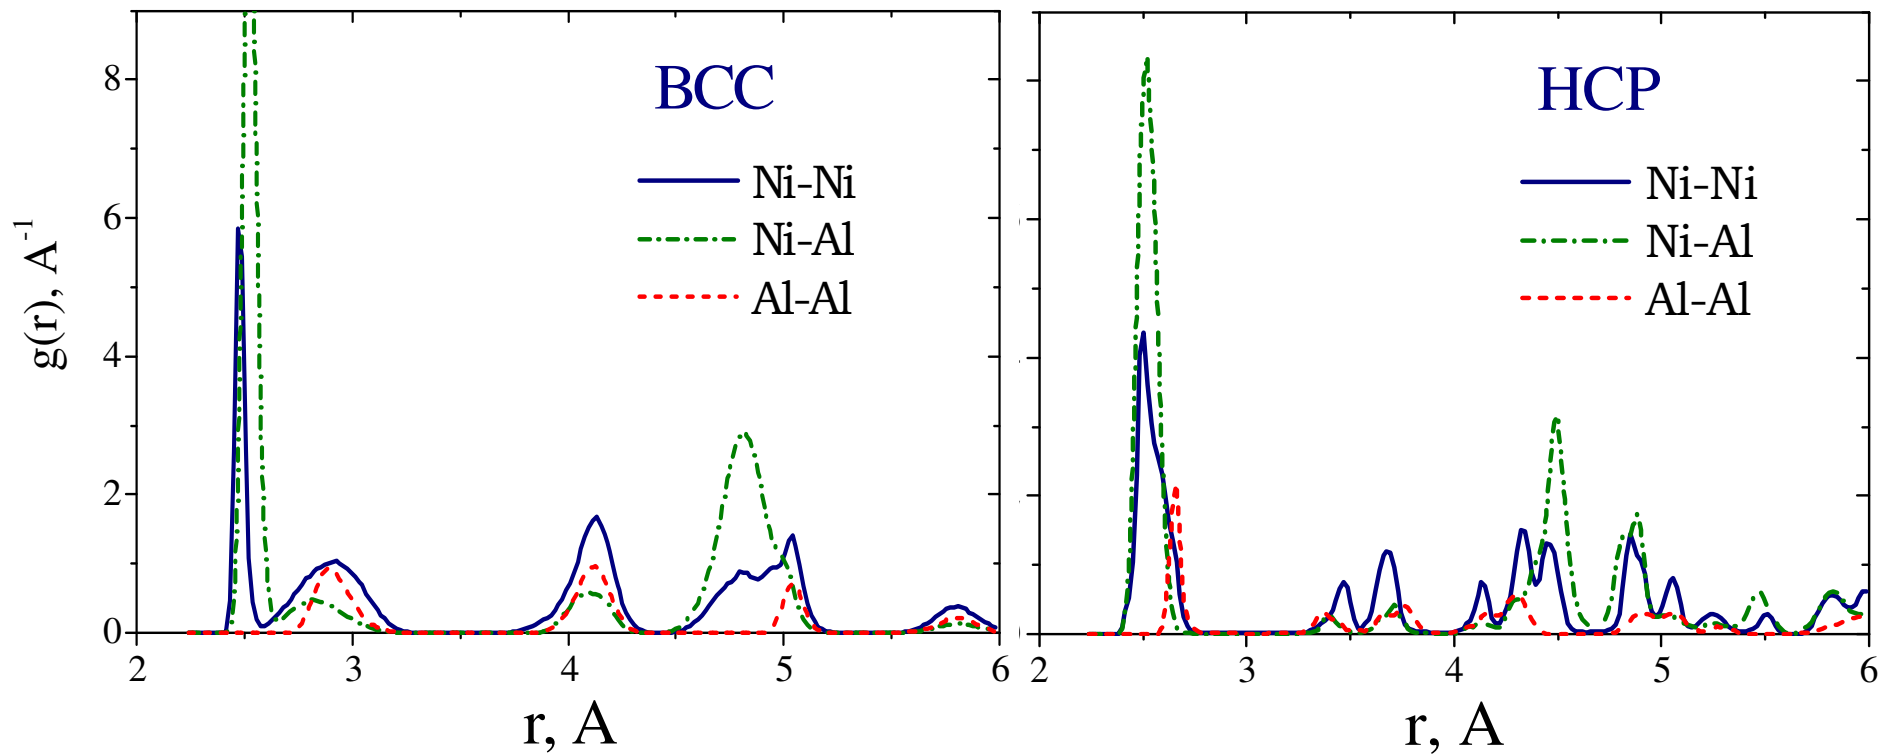 BCC
Ni-Ni
Ni-Al
Al-Al
g(r), A⁻¹
8
6
4
2
0
2 3 4 5 6
r, A
HCP
Ni-Ni
Ni-Al
Al-Al
2 3 4 5 6
r, A